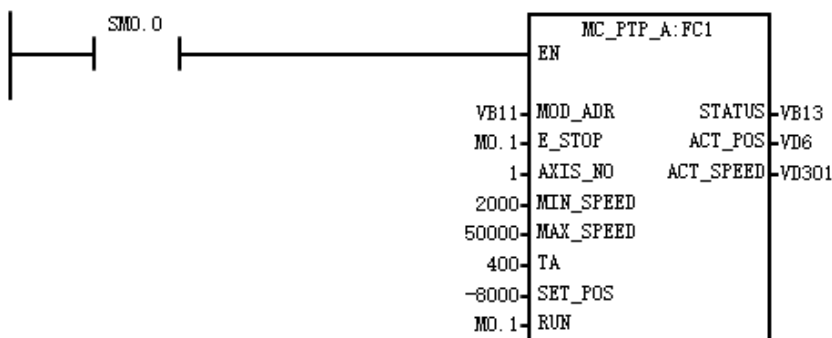 SM0.0
MC_PTP_A:FC1
EN
VB11 MOD_ADR STATUS VB13
M0.1 E_STOP ACT_POS VD6
1 AXIS_NO ACT_SPEED VD301
2000 MIN_SPEED
50000 MAX_SPEED
400 TA
-8000 SET_POS
M0.1 RUN